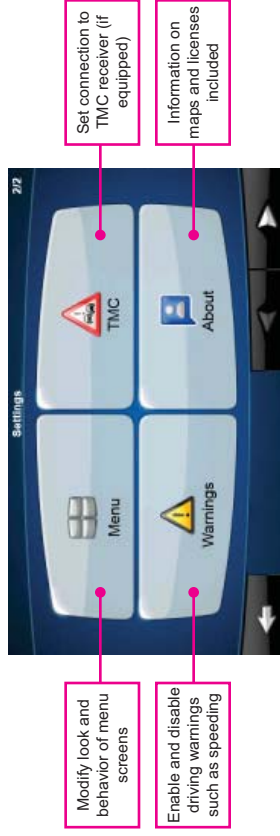 Settings
2/2
Modify look and
behavior of menu
screens
Menu
TMC
Set connection to
TMC receiver (if
equipped)
Enable and disable
driving warnings
such as speeding
Warnings
About
Information on
maps and licenses
included